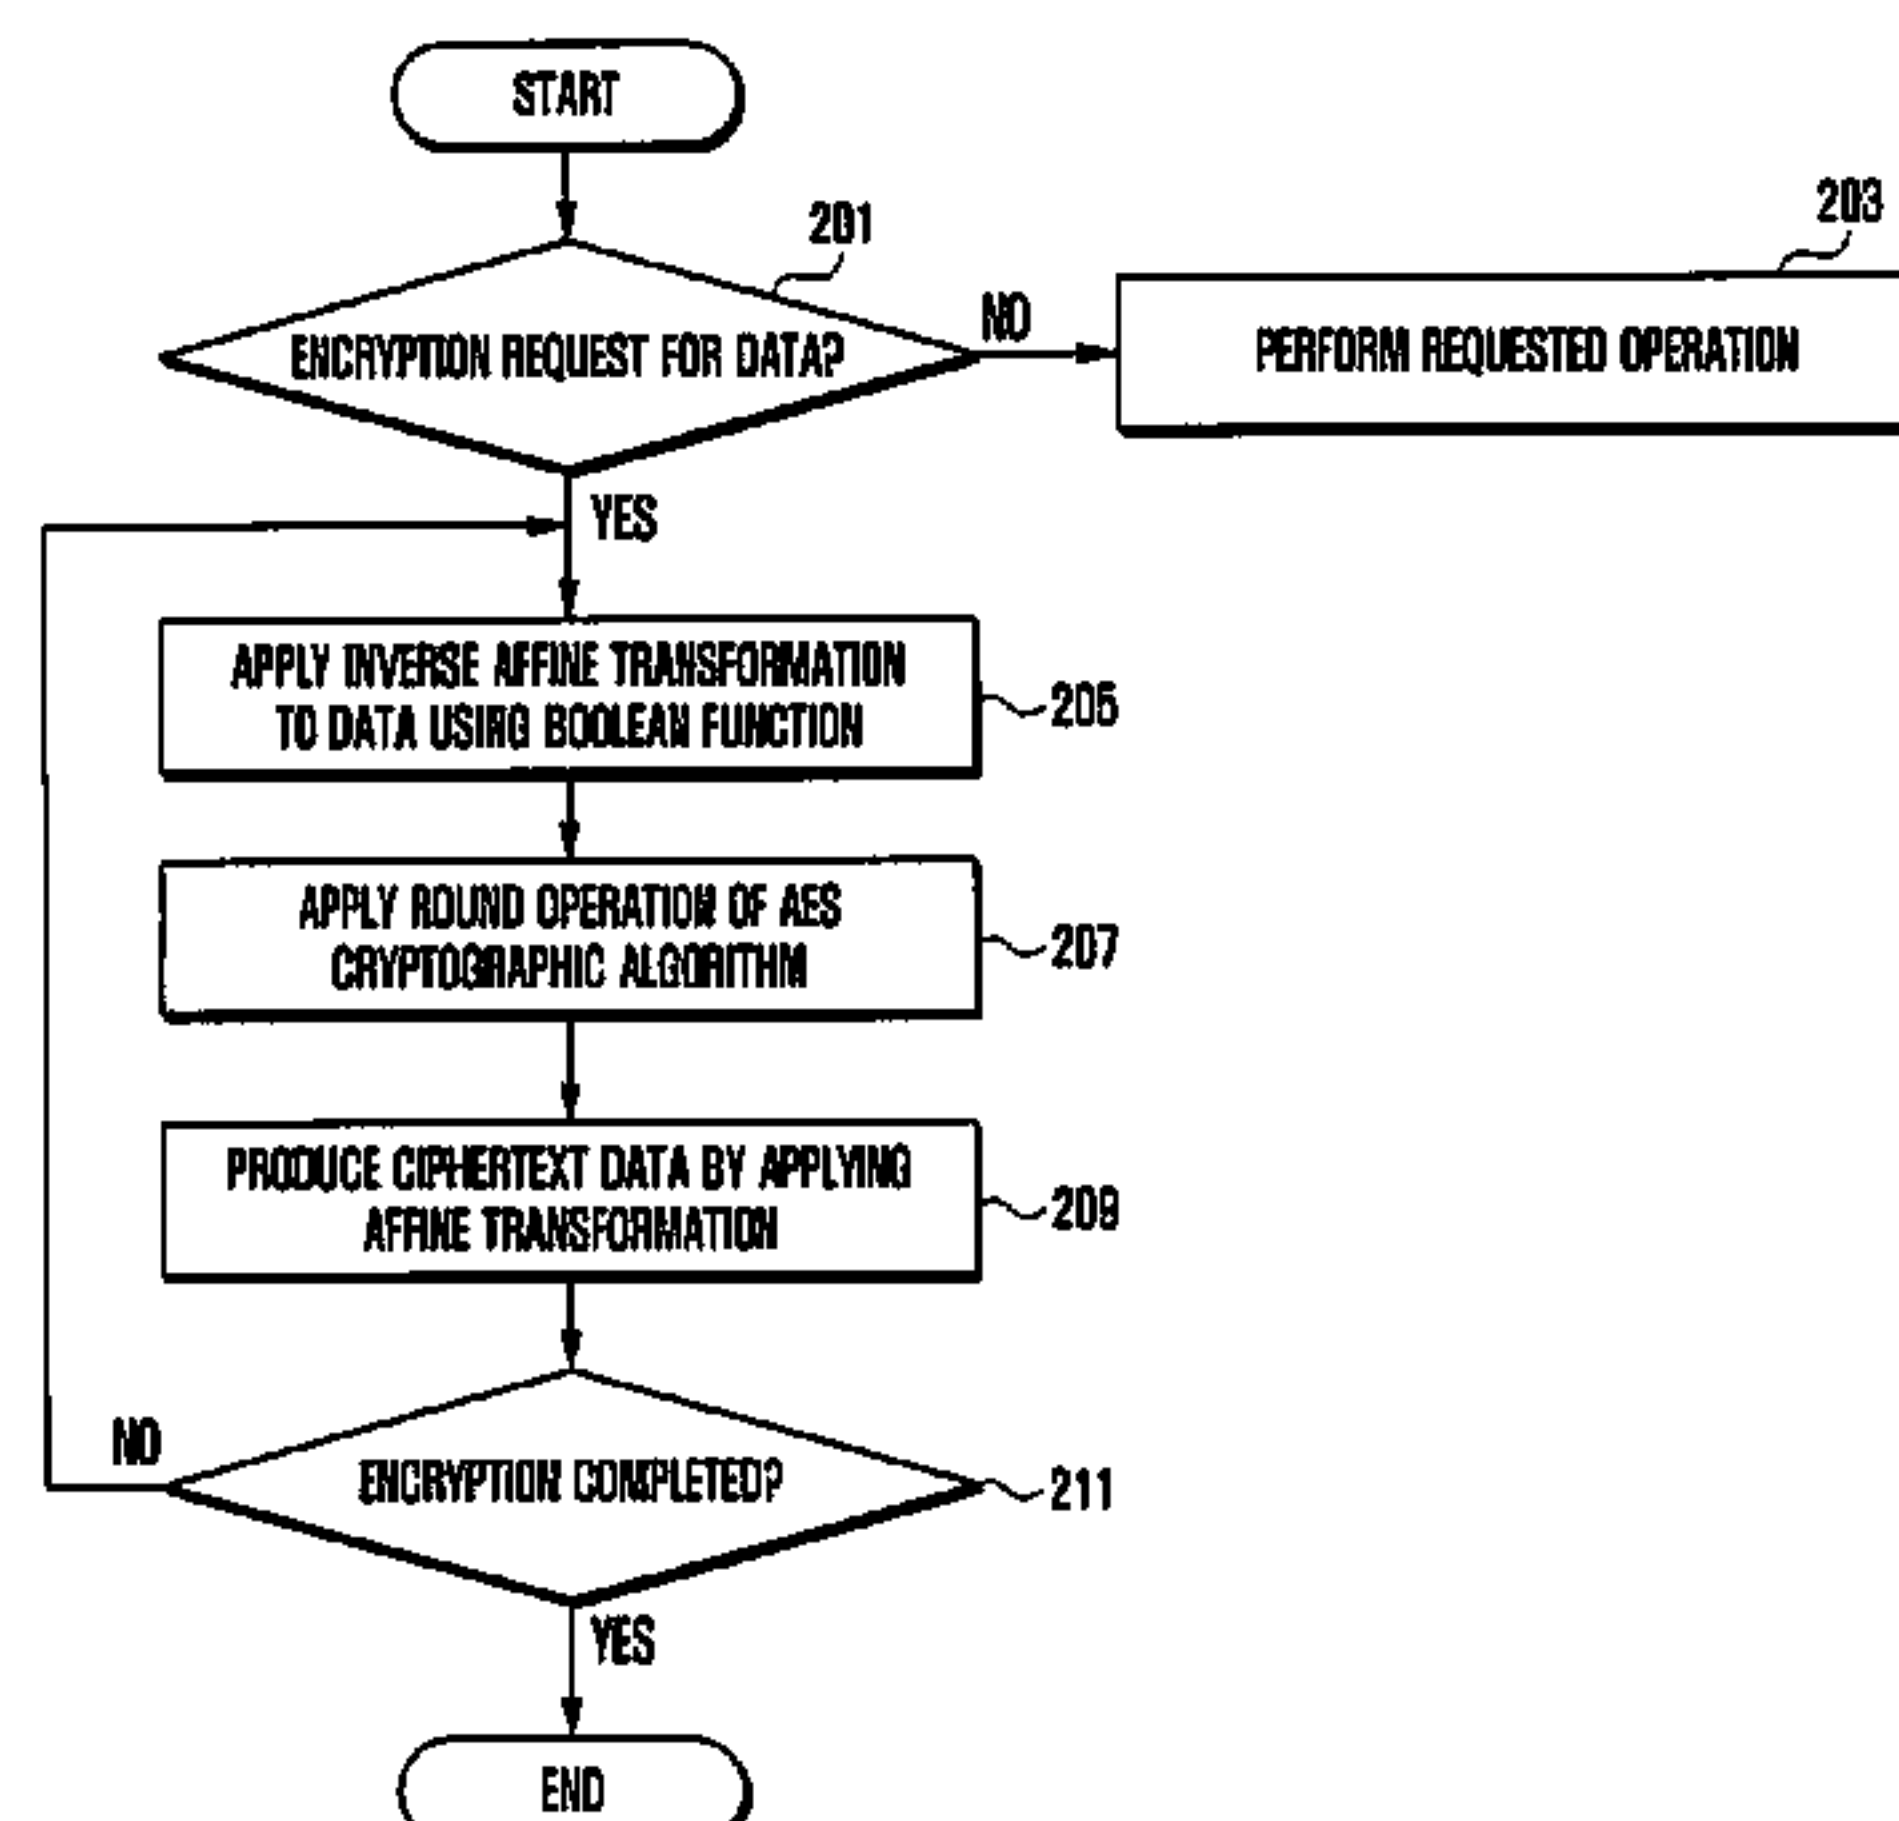 START
201
203
ENCRYPTION REQUEST FOR DATA?
NO
PERFORM REQUESTED OPERATION
YES
APPLY INVERSE AFFINE TRANSFORMATION
TO DATA USING BOOLEAN FUNCTION
205
APPLY ROUND OPERATION OF AES
CRYPTOGRAPHIC ALGORITHM
207
PRODUCE CIPHERTEXT DATA BY APPLYING
AFFINE TRANSFORMATION
209
NO
ENCRYPTION COMPLETED?
211
YES
END